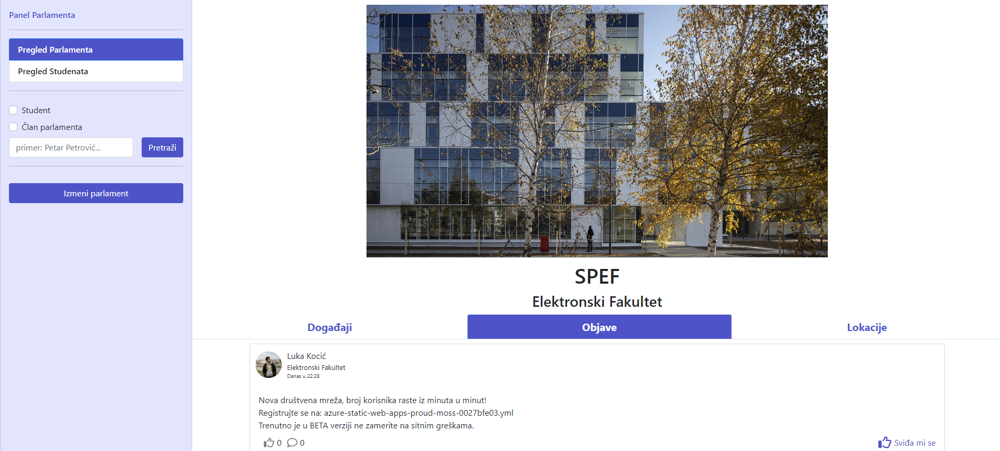 Panel Parlamenta
Pregled Parlamenta
Pregled Studenata
Student
Član parlamenta
primer: Petar Petrović...
Pretraži
Izmeni parlament
SPEF
Elektronski Fakultet
Događaji
Objave
Lokacije
Luka Kocić
Elektronski Fakultet
Danas u 22:28
Nova društvena mreža, broj korisnika raste iz minuta u minut!
Registrujte se na: azure-static-web-apps-proud-moss-0027bfe03.yml
Trenutno je u BETA verziji ne zamerite na sitnim greškama.
0 0
Sviđa mi se